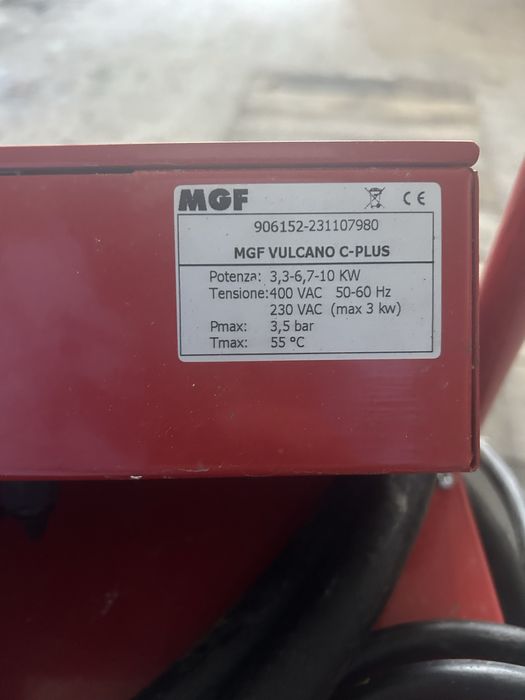 MGF CE
906152-231107980
MGF VULCANO C-PLUS
Potenza: 3,3-6,7-10 KW
Tensione:400 VAC 50-60 Hz
230 VAC (max 3 kw)
Pmax: 3,5 bar
Tmax: 55 °C